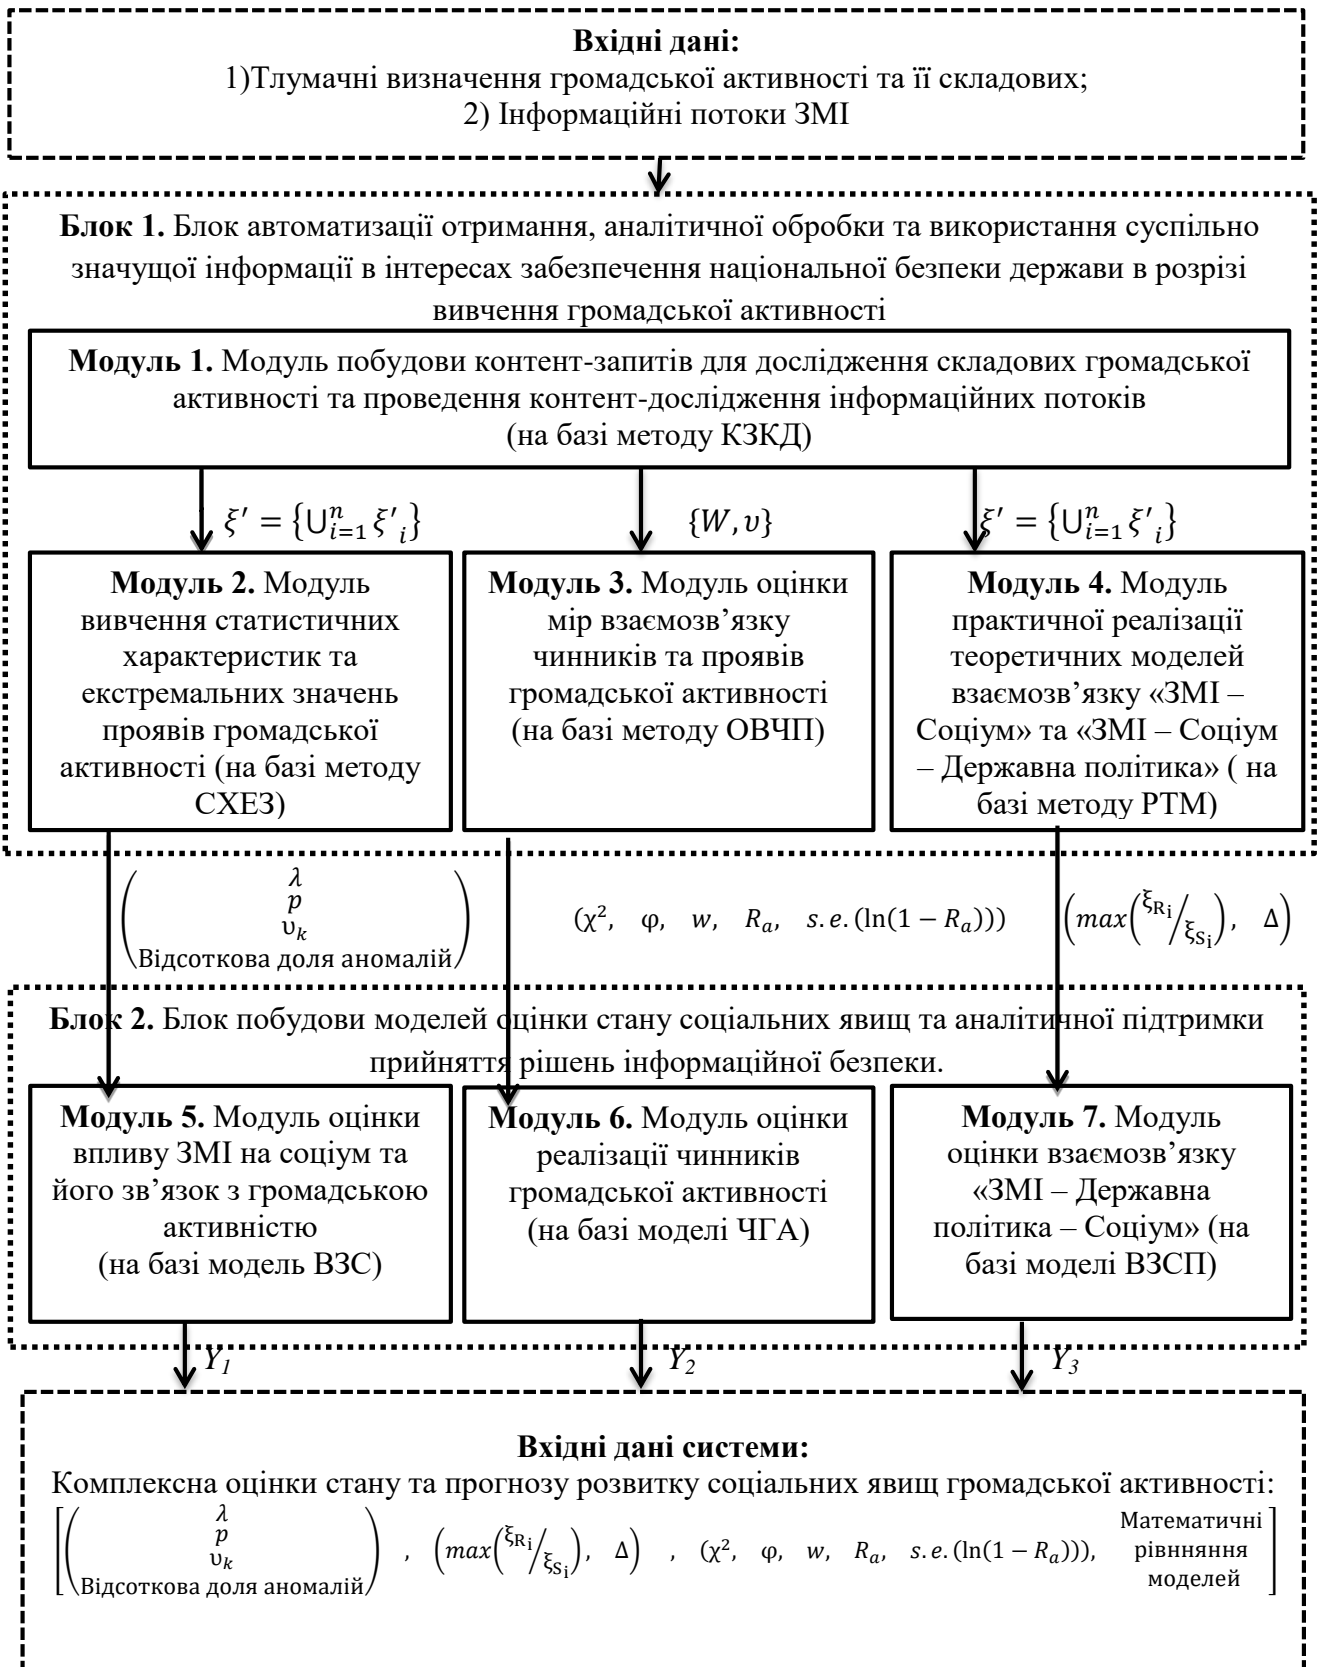 Вхідні дані:
1)Тлумачні визначення громадської активності та її складових;
2) Інформаційні потоки ЗМІ
Блок 1. Блок автоматизації отримання, аналітичної обробки та використання суспільно
значущої інформації в інтересах забезпечення національної безпеки держави в розрізі
вивчення громадської активності
Модуль 1. Модуль побудови контент-запитів для дослідження складових громадської
активності та проведення контент-дослідження інформаційних потоків
(на базі методу КЗКД)
ξ′ = {⋃ⁿᵢ₌₁ ξ′ᵢ}
{W, υ}
ξ′ = {⋃ⁿᵢ₌₁ ξ′ᵢ}
Модуль 2. Модуль
вивчення статистичних
характеристик та
екстремальних значень
проявів громадської
активності (на базі методу
СХЕЗ)
Модуль 3. Модуль оцінки
мір взаємозв’язку
чинників та проявів
громадської активності
(на базі методу ОВЧП)
Модуль 4. Модуль
практичної реалізації
теоретичних моделей
взаємозв’язку «ЗМІ –
Соціум» та «ЗМІ – Соціум
– Державна політика» ( на
базі методу РТМ)
λ
p
υₖ
Відсоткова доля аномалій
(χ², φ, w, Rₐ, s.e.(ln(1 − Rₐ)))
(max(ξ_Rᵢ/ξ_Sᵢ), Δ)
Блок 2. Блок побудови моделей оцінки стану соціальних явищ та аналітичної підтримки
прийняття рішень інформаційної безпеки.
Модуль 5. Модуль оцінки
впливу ЗМІ на соціум та
його зв’язок з громадською
активністю
(на базі модель ВЗС)
Модуль 6. Модуль оцінки
реалізації чинників
громадської активності
(на базі моделі ЧГА)
Модуль 7. Модуль
оцінки взаємозв’язку
«ЗМІ – Державна
політика – Соціум» (на
базі моделі ВЗСП)
Y₁
Y₂
Y₃
Вхідні дані системи:
Комплексна оцінки стану та прогнозу розвитку соціальних явищ громадської активності:
λ
p
υₖ
Відсоткова доля аномалій
, (max(ξ_Rᵢ/ξ_Sᵢ), Δ) , (χ², φ, w, Rₐ, s.e.(ln(1 − Rₐ))),
Математичні
рівнняння
моделей